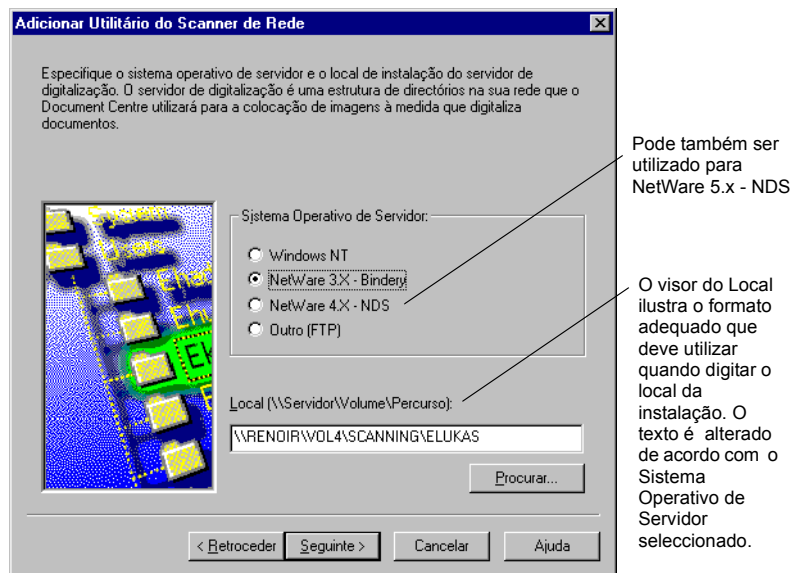 Adicionar Utilitário do Scanner de Rede
Especifique o sistema operativo de servidor e o local de instalação do servidor de
digitalização. O servidor de digitalização é uma estrutura de directórios na sua rede que o
Document Centre utilizará para a colocação de imagens à medida que digitaliza
documentos.
Sistema Operativo de Servidor:
Windows NT
NetWare 3.X - Bindery
NetWare 4.X - NDS
Outro (FTP)
Local (\\Servidor\Volume\Percurso):
\\RENOIR\VOL4\SCANNING\ELUKAS
Procurar...
< Retroceder
Seguinte >
Cancelar
Ajuda
Pode também ser
utilizado para
NetWare 5.x - NDS
O visor do Local
ilustra o formato
adequado que
deve utilizar
quando digitar o
local da
instalação. O
texto é alterado
de acordo com o
Sistema
Operativo de
Servidor
seleccionado.